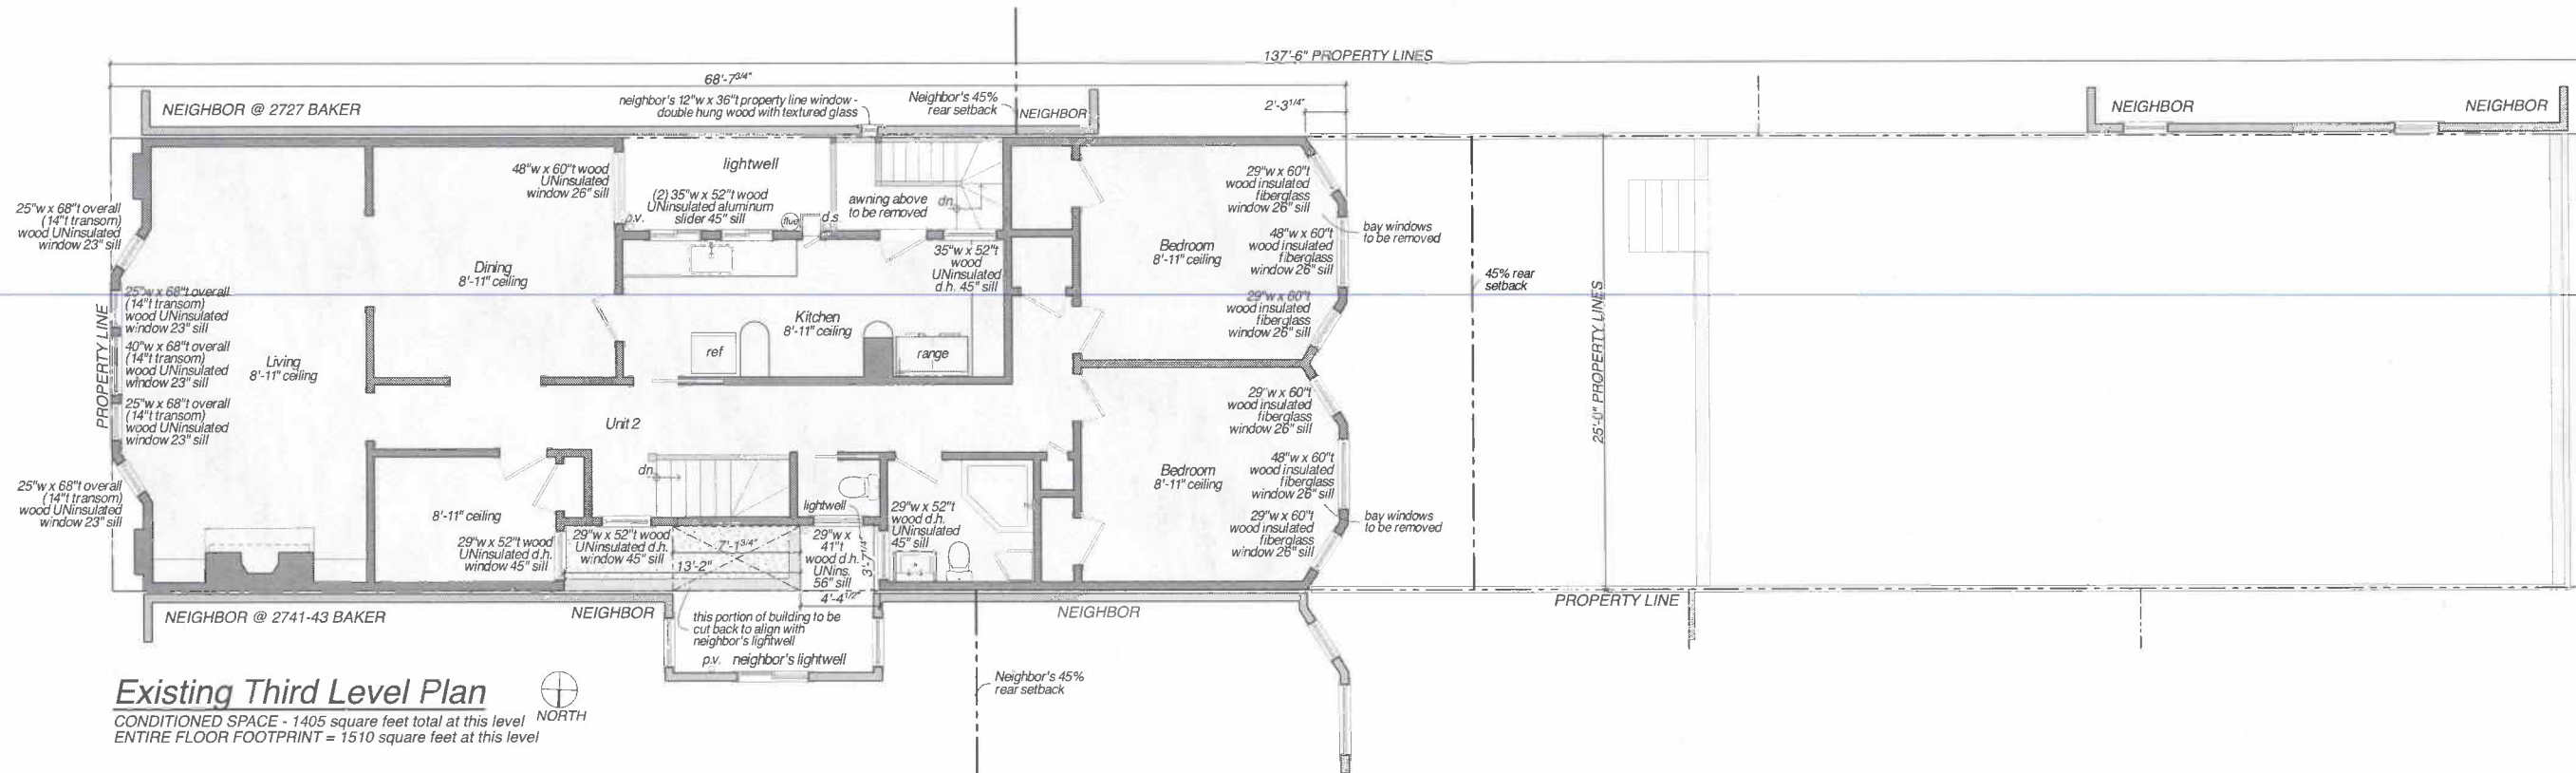 137'-6" PROPERTY LINES
68'-7 3/4"
NEIGHBOR @ 2727 BAKER
neighbor's 12"w x 36"t property line window -
double hung wood with textured glass
Neighbor's 45%
rear setback
NEIGHBOR
2'-3 1/4"
NEIGHBOR
NEIGHBOR
48"w x 60"t wood
UNinsulated
window 26" sill
lightwell
(2) 35"w x 52"t wood
UNinsulated aluminum
slider 45" sill
p.v.
flue
d.s.
awning above
to be removed
dn
29"w x 60"t
wood insulated
fiberglass
window 26" sill
25"w x 68"t overall
(14"t transom)
wood UNinsulated
window 23" sill
bay windows
to be removed
48"w x 60"t
wood insulated
fiberglass
window 26" sill
Bedroom
8'-11" ceiling
35"w x 52"t
wood
UNinsulated
d.h. 45" sill
Dining
8'-11" ceiling
45% rear
setback
25"w x 68"t overall
(14"t transom)
wood UNinsulated
window 23" sill
29"w x 60"t
wood insulated
fiberglass
window 26" sill
Kitchen
8'-11" ceiling
PROPERTY LINE
25'-0" PROPERTY LINES
40"w x 68"t overall
(14"t transom)
wood UNinsulated
window 23" sill
Living
8'-11" ceiling
ref
range
25"w x 68"t overall
(14"t transom)
wood UNinsulated
window 23" sill
29"w x 60"t
wood insulated
fiberglass
window 26" sill
Unit 2
dn
Bedroom
8'-11" ceiling
48"w x 60"t
wood insulated
fiberglass
window 26" sill
25"w x 68"t overall
(14"t transom)
wood UNinsulated
window 23" sill
8'-11" ceiling
lightwell
29"w x 52"t
wood d.h.
UNinsulated
45" sill
29"w x 60"t
wood insulated
fiberglass
window 26" sill
bay windows
to be removed
29"w x 52"t wood
UNinsulated d.h.
window 45" sill
29"w x 52"t wood
UNinsulated d.h.
window 45" sill
7'-1 3/4"
13'-2"
29"w x
41"t
wood d.h.
UNins.
56" sill
3'-7 1/4"
4'-4 1/2"
NEIGHBOR @ 2741-43 BAKER
NEIGHBOR
this portion of building to be
cut back to align with
neighbor's lightwell
p.v. neighbor's lightwell
NEIGHBOR
PROPERTY LINE
Neighbor's 45%
rear setback
Existing Third Level Plan
NORTH
CONDITIONED SPACE - 1405 square feet total at this level
ENTIRE FLOOR FOOTPRINT = 1510 square feet at this level